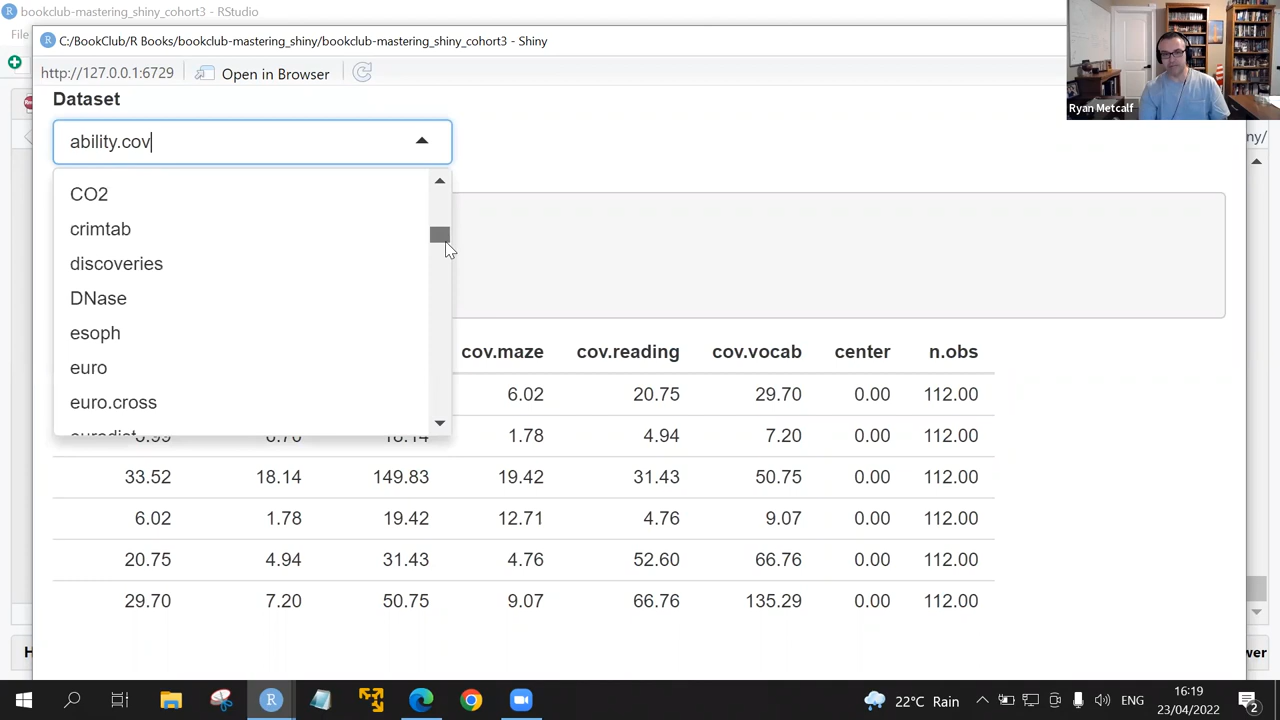 bookclub-mastering_shiny_cohort3 - RStudio
File
C:/BookClub/R Books/bookclub-mastering_shiny/bookclub-mastering_shiny_cohort3 - Shiny
http://127.0.0.1:6729
Open in Browser
Ryan Metcalf
Dataset
ability.cov
CO2
crimtab
discoveries
DNase
esoph
euro
euro.cross
eurodist
cov.maze cov.reading cov.vocab center n.obs
6.02 20.75 29.70 0.00 112.00
1.78 4.94 7.20 0.00 112.00
33.52 18.14 149.83 19.42 31.43 50.75 0.00 112.00
6.02 1.78 19.42 12.71 4.76 9.07 0.00 112.00
20.75 4.94 31.43 4.76 52.60 66.76 0.00 112.00
29.70 7.20 50.75 9.07 66.76 135.29 0.00 112.00
22°C Rain
ENG
16:19
23/04/2022
2